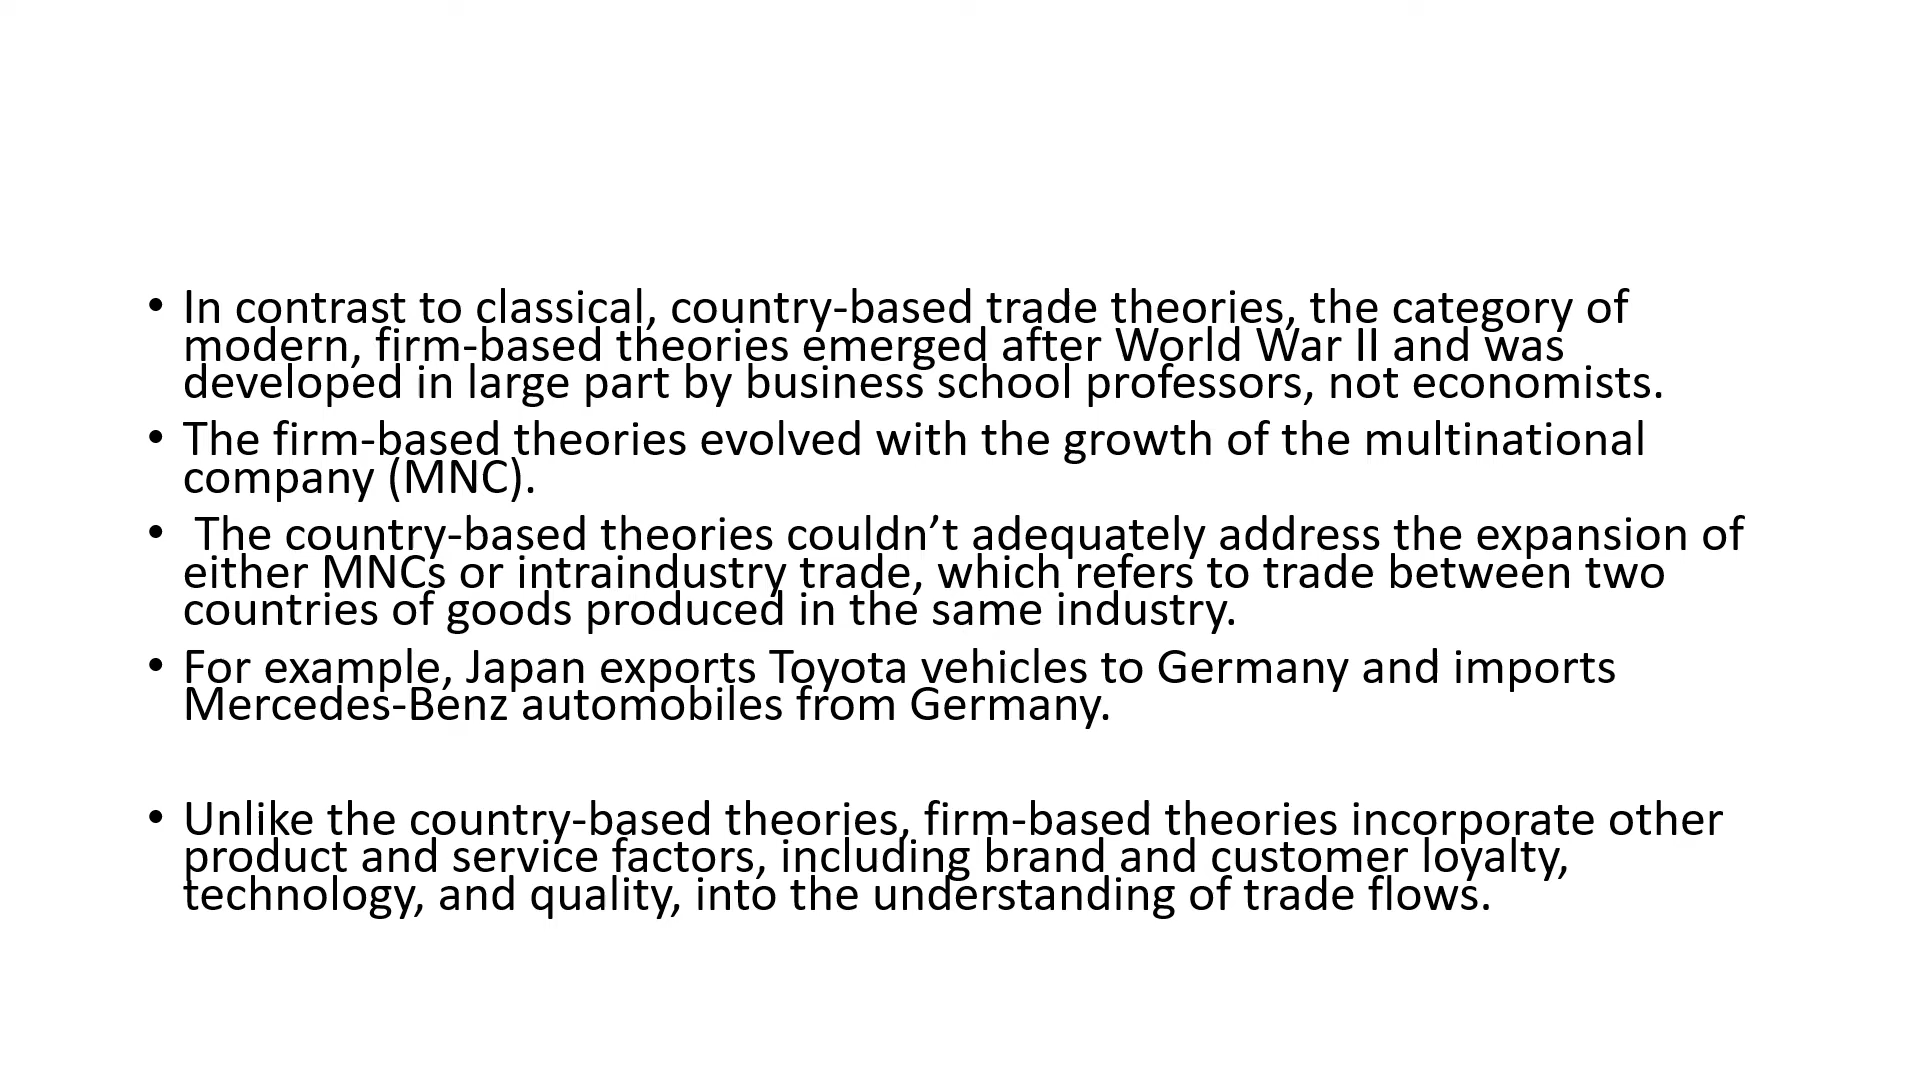 • In contrast to classical, country-based trade theories, the category of
modern, firm-based theories emerged after World War II and was
developed in large part by business school professors, not economists.
• The firm-based theories evolved with the growth of the multinational
company (MNC).
• The country-based theories couldn’t adequately address the expansion of
either MNCs or intraindustry trade, which refers to trade between two
countries of goods produced in the same industry.
• For example, Japan exports Toyota vehicles to Germany and imports
Mercedes-Benz automobiles from Germany.
• Unlike the country-based theories, firm-based theories incorporate other
product and service factors, including brand and customer loyalty,
technology, and quality, into the understanding of trade flows.